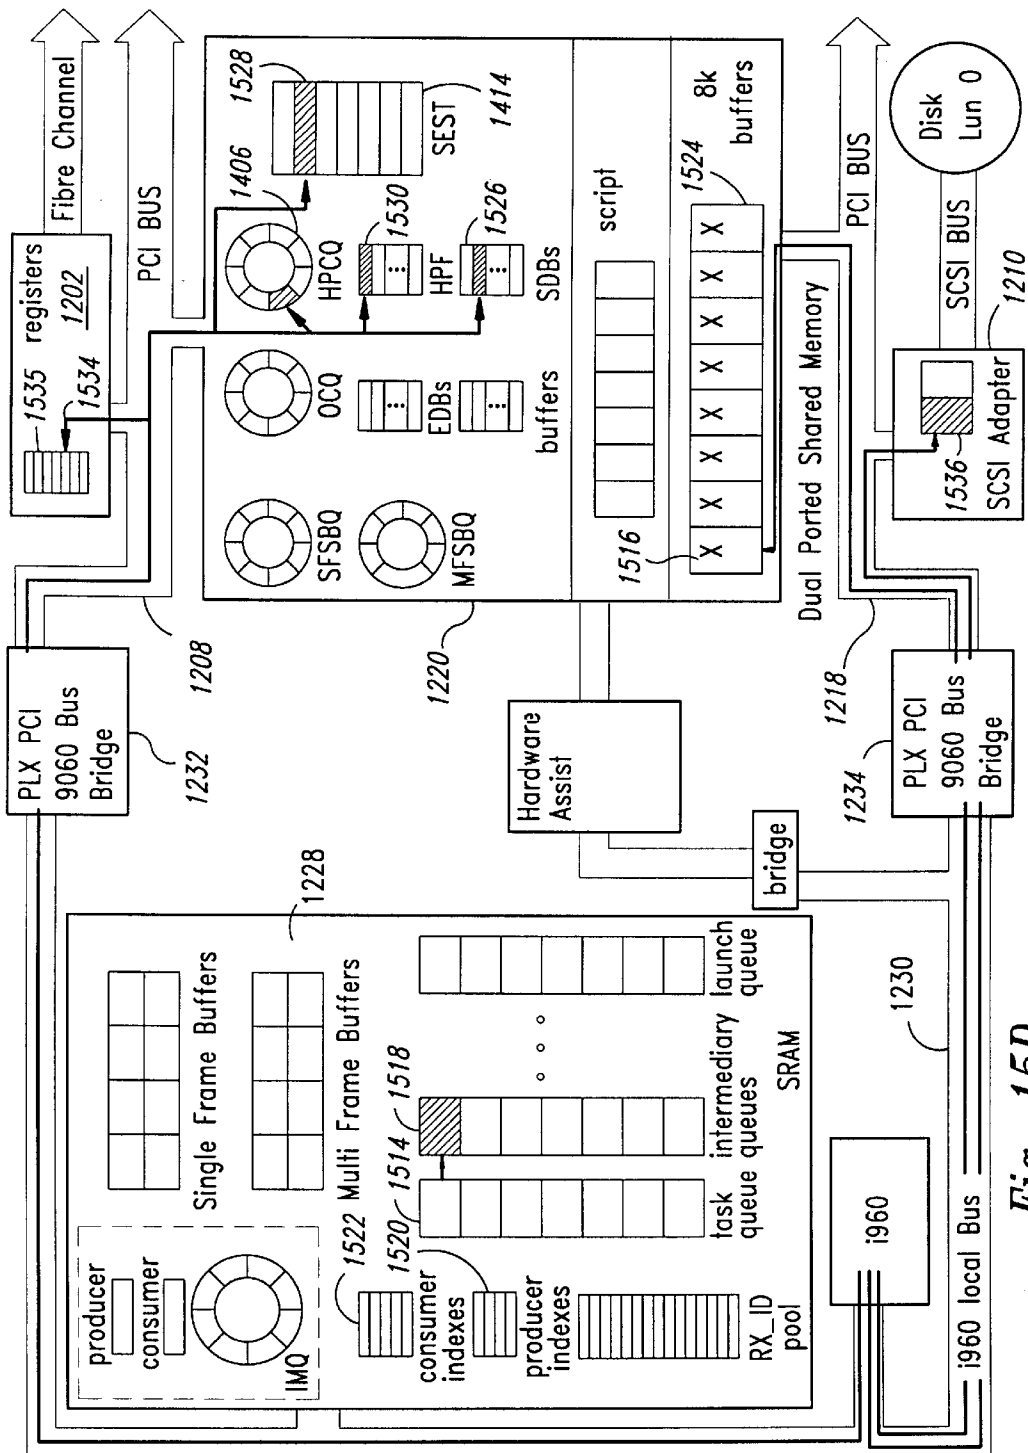 Fibre Channel
PCI BUS
registers
1202
1535
1534
1528
SEST
1414
1406
HPCQ
1530
HPF
1526
SDBs
OCQ
EDBs
buffers
SFSBQ
MFSBQ
script
8k
buffers
1524
1516
X X X X X X X X
Dual Ported Shared Memory
PCI BUS
Disk
Lun 0
SCSI BUS
1210
1536
SCSI Adapter
1208
1220
1218
PLX PCI
9060 Bus
Bridge
1232
Hardware
Assist
PLX PCI
9060 Bus
Bridge
1234
bridge
1228
1230
Single Frame Buffers
Multi Frame Buffers
launch
queue
intermediary
queues
1518
task
queue
1514
SRAM
producer
consumer
IMQ
1522
consumer
indexes
1520
producer
indexes
RX_ID
pool
i960
i960 local Bus
Fig. 15D